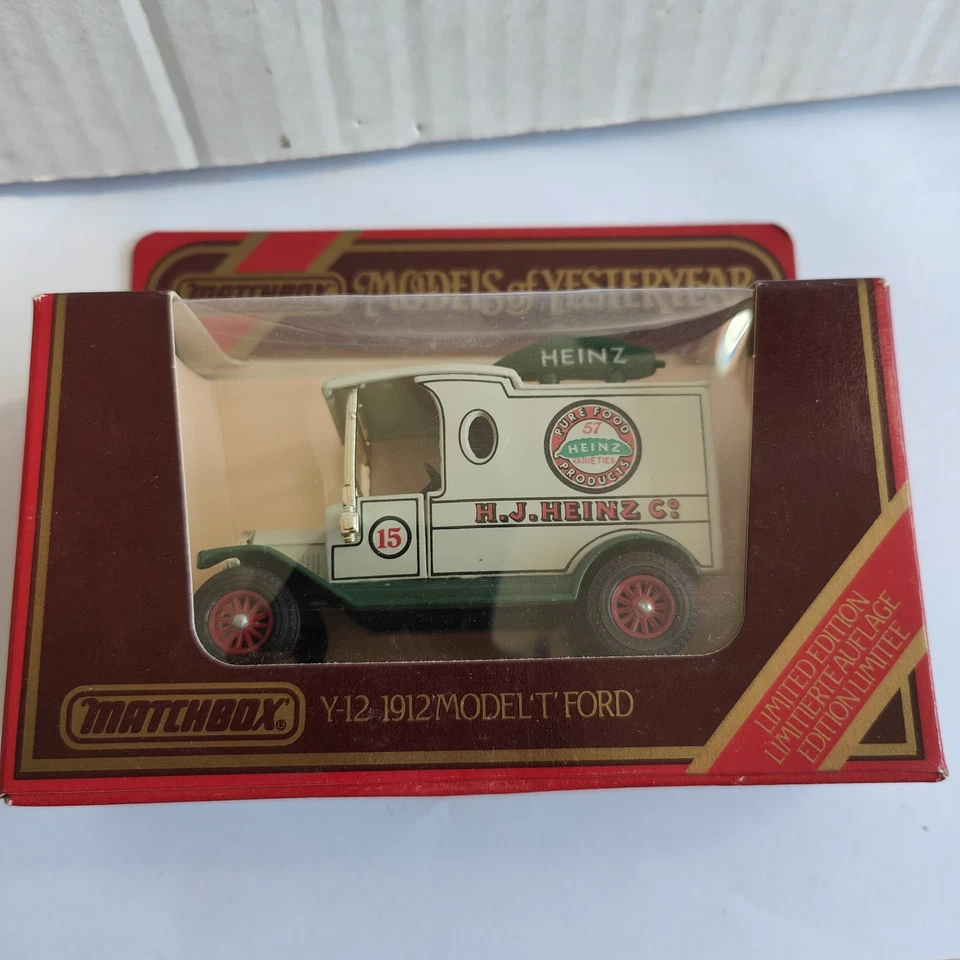 MATCHBOX MODELS of YESTERYEAR
HEINZ
PURE FOOD
57
HEINZ
VARIETIES
PRODUCTS
H.J.HEINZ Cº
15
MATCHBOX® Y-12 1912 'MODEL 'T' FORD
LIMITED EDITION
LIMITIERTE AUFLAGE
EDITION LIMITEE